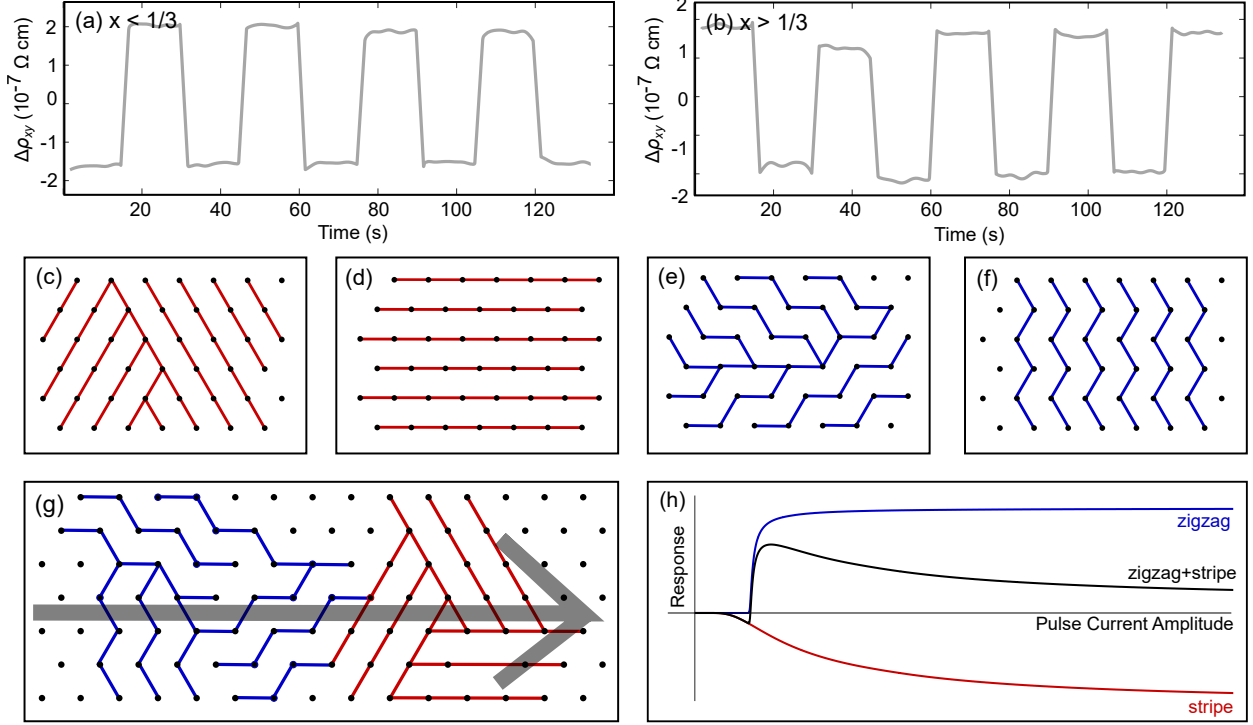 (a) x < 1/3
Δρxy (10-7 Ω cm)
2
1
0
-1
-2
20 40 60 80 100 120
Time (s)
(b) x > 1/3
Δρxy (10-7 Ω cm)
2
1
0
-1
-2
20 40 60 80 100 120
Time (s)
(c)
(d)
(e)
(f)
(g)
(h)
Response
zigzag
zigzag+stripe
Pulse Current Amplitude
stripe